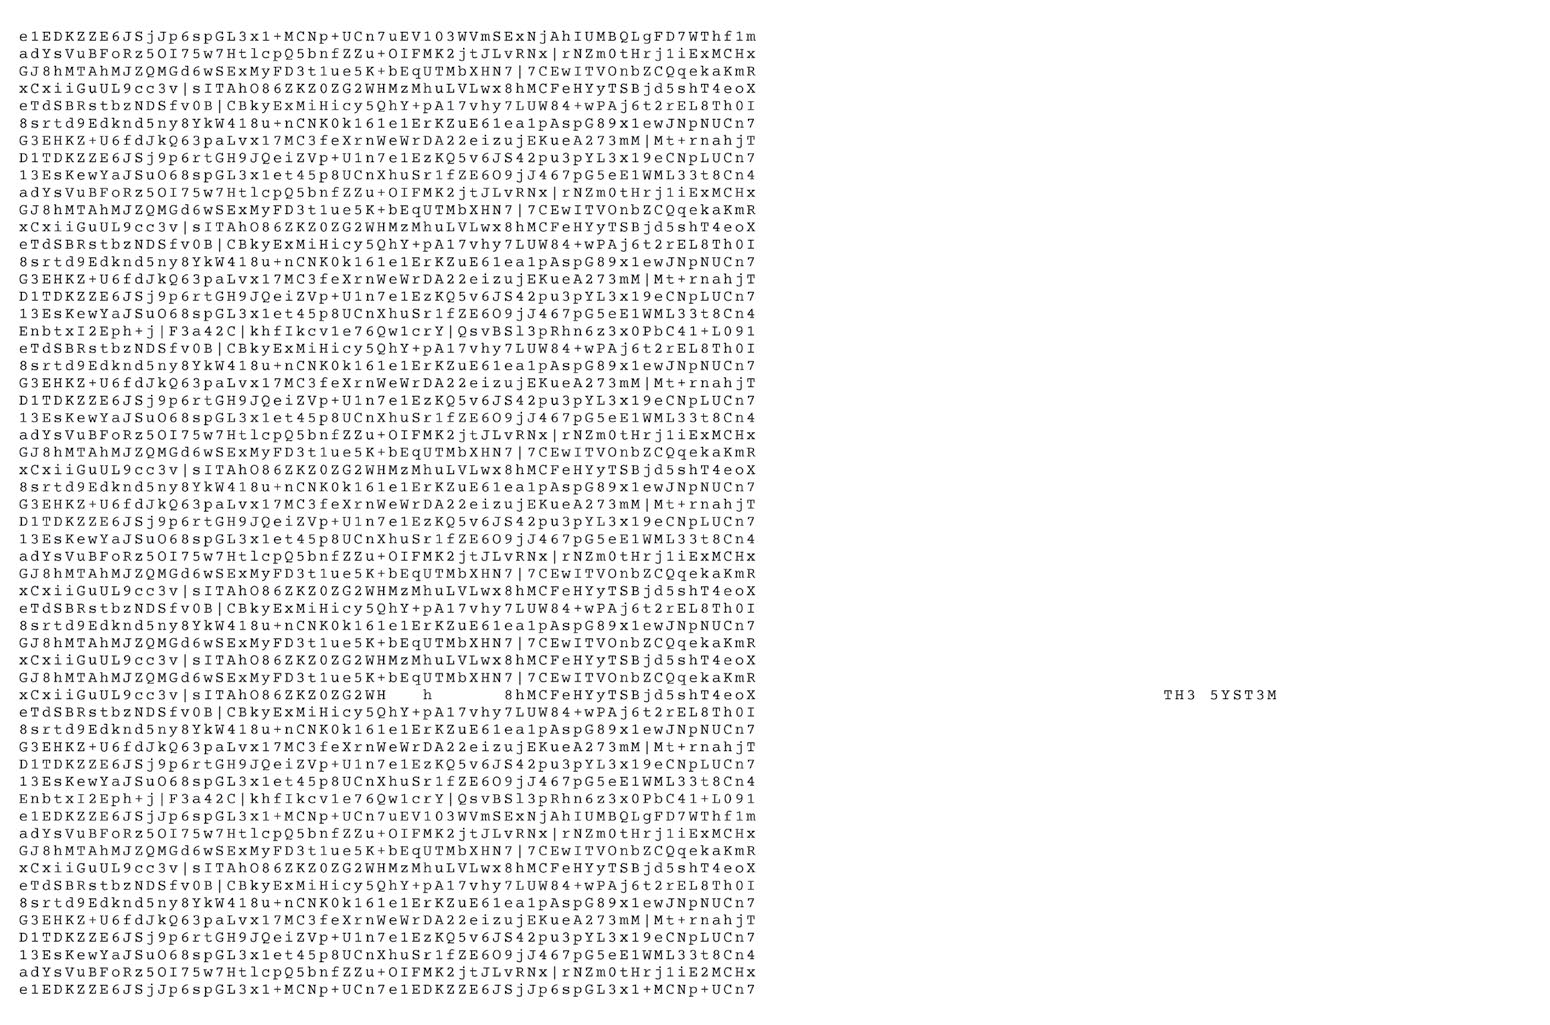 e1EDKZZE6JSjJp6spGL3x1+MCNp+UCn7uEV103WVmSExNjAhIUMBQLgFD7WThf1m
adYsVuBFoRz5OI75w7HtlcpQ5bnfZZu+OIFMK2jtJLvRNx|rNZm0tHrj1iExMCHx
GJ8hMTAhMJZQMGd6wSExMyFD3t1ue5K+bEqUTMbXHN7|7CEwITVOnbZCQqekaKmR
xCxiiGuUL9cc3v|sITAhO86ZKZ0ZG2WHMzMhuLVLwx8hMCFeHYyTSBjd5shT4eoX
eTdSBRstbzNDSfv0B|CBkyExMiHicy5QhY+pA17vhy7LUW84+wPAj6t2rEL8Th0I
8srtd9Edknd5ny8YkW418u+nCNK0k161e1ErKZuE61ea1pAspG89x1ewJNpNUCn7
G3EHKZ+U6fdJkQ63paLvx17MC3feXrnWeWrDA22eizujEKueA273mM|Mt+rnahjT
D1TDKZZE6JSj9p6rtGH9JQeiZVp+U1n7e1EzKQ5v6JS42pu3pYL3x19eCNpLUCn7
13EsKewYaJSuO68spGL3x1et45p8UCnXhuSr1fZE6O9jJ467pG5eE1WML33t8Cn4
adYsVuBFoRz5OI75w7HtlcpQ5bnfZZu+OIFMK2jtJLvRNx|rNZm0tHrj1iExMCHx
GJ8hMTAhMJZQMGd6wSExMyFD3t1ue5K+bEqUTMbXHN7|7CEwITVOnbZCQqekaKmR
xCxiiGuUL9cc3v|sITAhO86ZKZ0ZG2WHMzMhuLVLwx8hMCFeHYyTSBjd5shT4eoX
eTdSBRstbzNDSfv0B|CBkyExMiHicy5QhY+pA17vhy7LUW84+wPAj6t2rEL8Th0I
8srtd9Edknd5ny8YkW418u+nCNK0k161e1ErKZuE61ea1pAspG89x1ewJNpNUCn7
G3EHKZ+U6fdJkQ63paLvx17MC3feXrnWeWrDA22eizujEKueA273mM|Mt+rnahjT
D1TDKZZE6JSj9p6rtGH9JQeiZVp+U1n7e1EzKQ5v6JS42pu3pYL3x19eCNpLUCn7
13EsKewYaJSuO68spGL3x1et45p8UCnXhuSr1fZE6O9jJ467pG5eE1WML33t8Cn4
EnbtxI2Eph+j|F3a42C|khfIkcv1e76Qw1crY|QsvBSl3pRhn6z3x0PbC41+L091
eTdSBRstbzNDSfv0B|CBkyExMiHicy5QhY+pA17vhy7LUW84+wPAj6t2rEL8Th0I
8srtd9Edknd5ny8YkW418u+nCNK0k161e1ErKZuE61ea1pAspG89x1ewJNpNUCn7
G3EHKZ+U6fdJkQ63paLvx17MC3feXrnWeWrDA22eizujEKueA273mM|Mt+rnahjT
D1TDKZZE6JSj9p6rtGH9JQeiZVp+U1n7e1EzKQ5v6JS42pu3pYL3x19eCNpLUCn7
13EsKewYaJSuO68spGL3x1et45p8UCnXhuSr1fZE6O9jJ467pG5eE1WML33t8Cn4
adYsVuBFoRz5OI75w7HtlcpQ5bnfZZu+OIFMK2jtJLvRNx|rNZm0tHrj1iExMCHx
GJ8hMTAhMJZQMGd6wSExMyFD3t1ue5K+bEqUTMbXHN7|7CEwITVOnbZCQqekaKmR
xCxiiGuUL9cc3v|sITAhO86ZKZ0ZG2WHMzMhuLVLwx8hMCFeHYyTSBjd5shT4eoX
8srtd9Edknd5ny8YkW418u+nCNK0k161e1ErKZuE61ea1pAspG89x1ewJNpNUCn7
G3EHKZ+U6fdJkQ63paLvx17MC3feXrnWeWrDA22eizujEKueA273mM|Mt+rnahjT
D1TDKZZE6JSj9p6rtGH9JQeiZVp+U1n7e1EzKQ5v6JS42pu3pYL3x19eCNpLUCn7
13EsKewYaJSuO68spGL3x1et45p8UCnXhuSr1fZE6O9jJ467pG5eE1WML33t8Cn4
adYsVuBFoRz5OI75w7HtlcpQ5bnfZZu+OIFMK2jtJLvRNx|rNZm0tHrj1iExMCHx
GJ8hMTAhMJZQMGd6wSExMyFD3t1ue5K+bEqUTMbXHN7|7CEwITVOnbZCQqekaKmR
xCxiiGuUL9cc3v|sITAhO86ZKZ0ZG2WHMzMhuLVLwx8hMCFeHYyTSBjd5shT4eoX
eTdSBRstbzNDSfv0B|CBkyExMiHicy5QhY+pA17vhy7LUW84+wPAj6t2rEL8Th0I
8srtd9Edknd5ny8YkW418u+nCNK0k161e1ErKZuE61ea1pAspG89x1ewJNpNUCn7
GJ8hMTAhMJZQMGd6wSExMyFD3t1ue5K+bEqUTMbXHN7|7CEwITVOnbZCQqekaKmR
xCxiiGuUL9cc3v|sITAhO86ZKZ0ZG2WHMzMhuLVLwx8hMCFeHYyTSBjd5shT4eoX
GJ8hMTAhMJZQMGd6wSExMyFD3t1ue5K+bEqUTMbXHN7|7CEwITVOnbZCQqekaKmR
xCxiiGuUL9cc3v|sITAhO86ZKZ0ZG2WH h 8hMCFeHYyTSBjd5shT4eoX TH3 5YST3M
eTdSBRstbzNDSfv0B|CBkyExMiHicy5QhY+pA17vhy7LUW84+wPAj6t2rEL8Th0I
8srtd9Edknd5ny8YkW418u+nCNK0k161e1ErKZuE61ea1pAspG89x1ewJNpNUCn7
G3EHKZ+U6fdJkQ63paLvx17MC3feXrnWeWrDA22eizujEKueA273mM|Mt+rnahjT
D1TDKZZE6JSj9p6rtGH9JQeiZVp+U1n7e1EzKQ5v6JS42pu3pYL3x19eCNpLUCn7
13EsKewYaJSuO68spGL3x1et45p8UCnXhuSr1fZE6O9jJ467pG5eE1WML33t8Cn4
EnbtxI2Eph+j|F3a42C|khfIkcv1e76Qw1crY|QsvBSl3pRhn6z3x0PbC41+L091
e1EDKZZE6JSjJp6spGL3x1+MCNp+UCn7uEV103WVmSExNjAhIUMBQLgFD7WThf1m
adYsVuBFoRz5OI75w7HtlcpQ5bnfZZu+OIFMK2jtJLvRNx|rNZm0tHrj1iExMCHx
GJ8hMTAhMJZQMGd6wSExMyFD3t1ue5K+bEqUTMbXHN7|7CEwITVOnbZCQqekaKmR
xCxiiGuUL9cc3v|sITAhO86ZKZ0ZG2WHMzMhuLVLwx8hMCFeHYyTSBjd5shT4eoX
eTdSBRstbzNDSfv0B|CBkyExMiHicy5QhY+pA17vhy7LUW84+wPAj6t2rEL8Th0I
8srtd9Edknd5ny8YkW418u+nCNK0k161e1ErKZuE61ea1pAspG89x1ewJNpNUCn7
G3EHKZ+U6fdJkQ63paLvx17MC3feXrnWeWrDA22eizujEKueA273mM|Mt+rnahjT
D1TDKZZE6JSj9p6rtGH9JQeiZVp+U1n7e1EzKQ5v6JS42pu3pYL3x19eCNpLUCn7
13EsKewYaJSuO68spGL3x1et45p8UCnXhuSr1fZE6O9jJ467pG5eE1WML33t8Cn4
adYsVuBFoRz5OI75w7HtlcpQ5bnfZZu+OIFMK2jtJLvRNx|rNZm0tHrj1iE2MCHx
e1EDKZZE6JSjJp6spGL3x1+MCNp+UCn7e1EDKZZE6JSjJp6spGL3x1+MCNp+UCn7